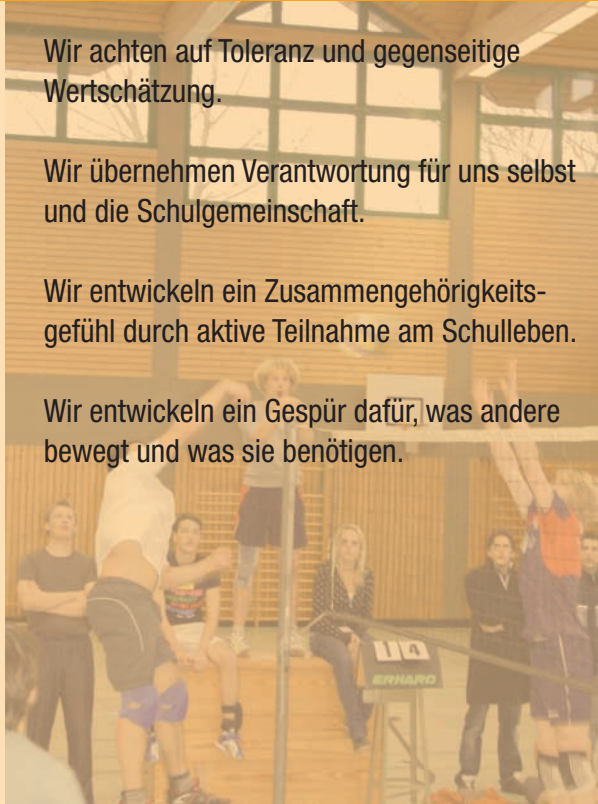 Wir achten auf Toleranz und gegenseitige
Wertschätzung.
Wir übernehmen Verantwortung für uns selbst
und die Schulgemeinschaft.
Wir entwickeln ein Zusammengehörigkeits-
gefühl durch aktive Teilnahme am Schulleben.
Wir entwickeln ein Gespür dafür, was andere
bewegt und was sie benötigen.
14
ERHARD